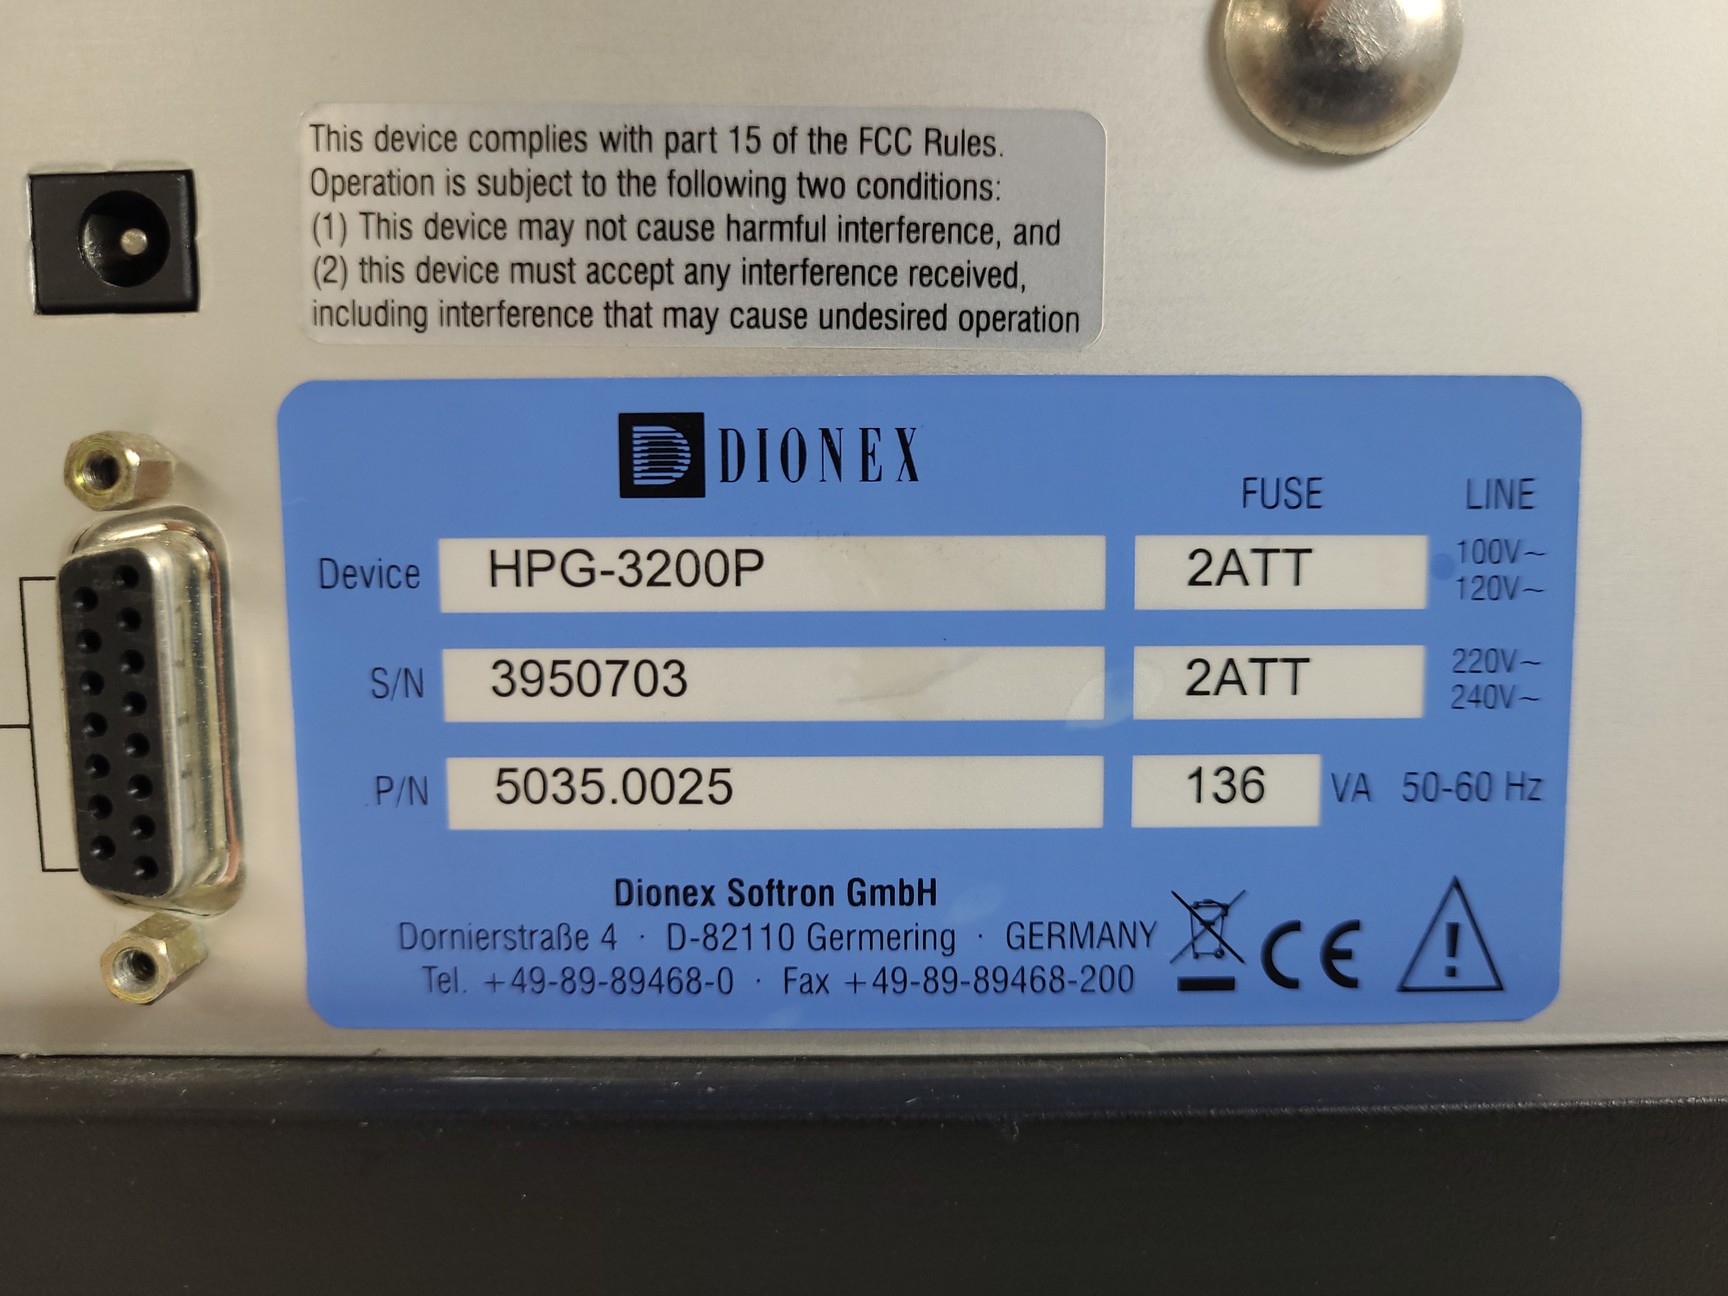 This device complies with part 15 of the FCC Rules.
Operation is subject to the following two conditions:
(1) This device may not cause harmful interference, and
(2) this device must accept any interference received,
including interference that may cause undesired operation
DIONEX
FUSE LINE
Device HPG-3200P 2ATT 100V~
120V~
S/N 3950703 2ATT 220V~
240V~
P/N 5035.0025 136 VA 50-60 Hz
Dionex Softron GmbH
Dornierstraße 4 · D-82110 Germering · GERMANY
Tel. +49-89-89468-0 · Fax +49-89-89468-200
CE